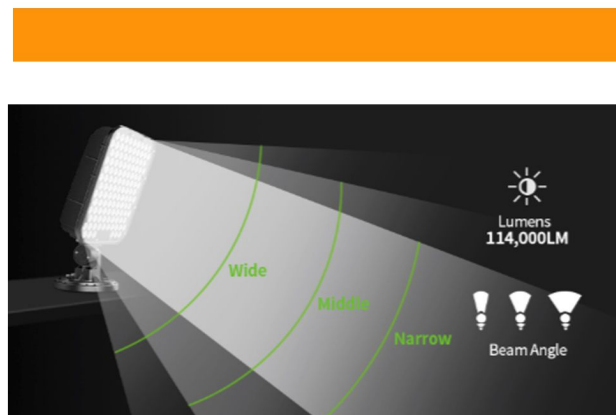 Lumens
114,000LM
Wide
Middle
Narrow
Beam Angle